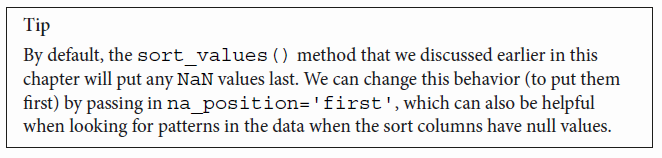 Tip
By default, the sort_values() method that we discussed earlier in this
chapter will put any NaN values last. We can change this behavior (to put them
first) by passing in na_position='first', which can also be helpful
when looking for patterns in the data when the sort columns have null values.